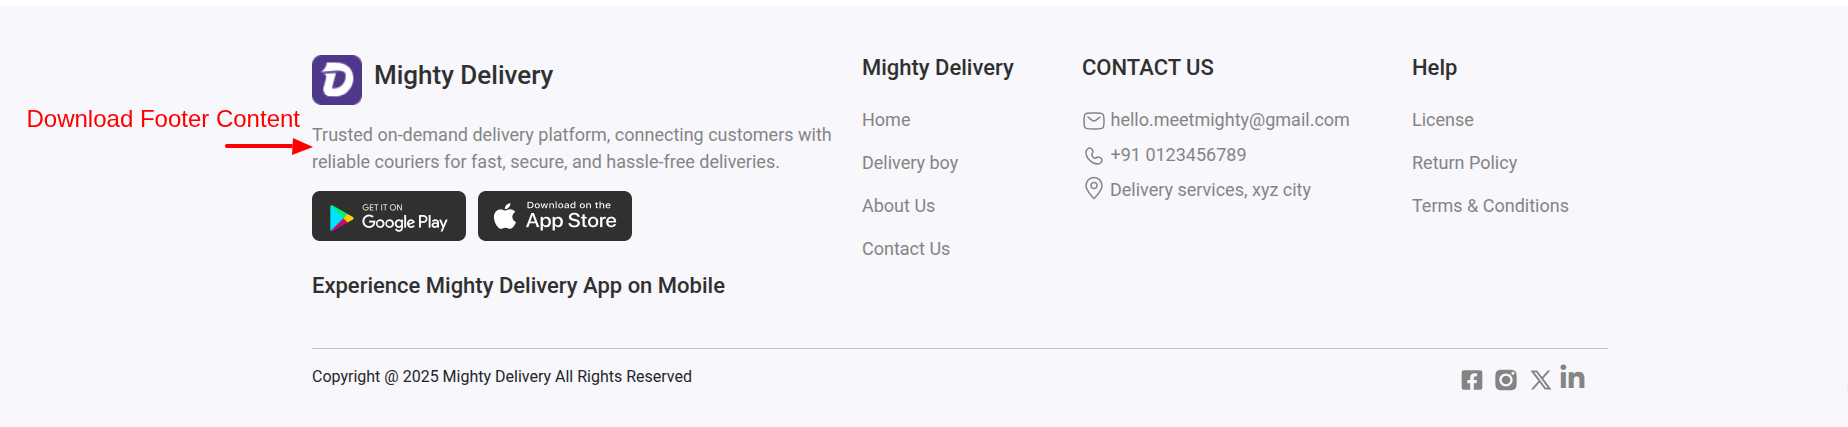 Mighty Delivery
Download Footer Content
Trusted on-demand delivery platform, connecting customers with
reliable couriers for fast, secure, and hassle-free deliveries.
GET IT ON
Google Play
Download on the
App Store
Experience Mighty Delivery App on Mobile
Mighty Delivery
Home
Delivery boy
About Us
Contact Us
CONTACT US
hello.meetmighty@gmail.com
+91 0123456789
Delivery services, xyz city
Help
License
Return Policy
Terms & Conditions
Copyright @ 2025 Mighty Delivery All Rights Reserved